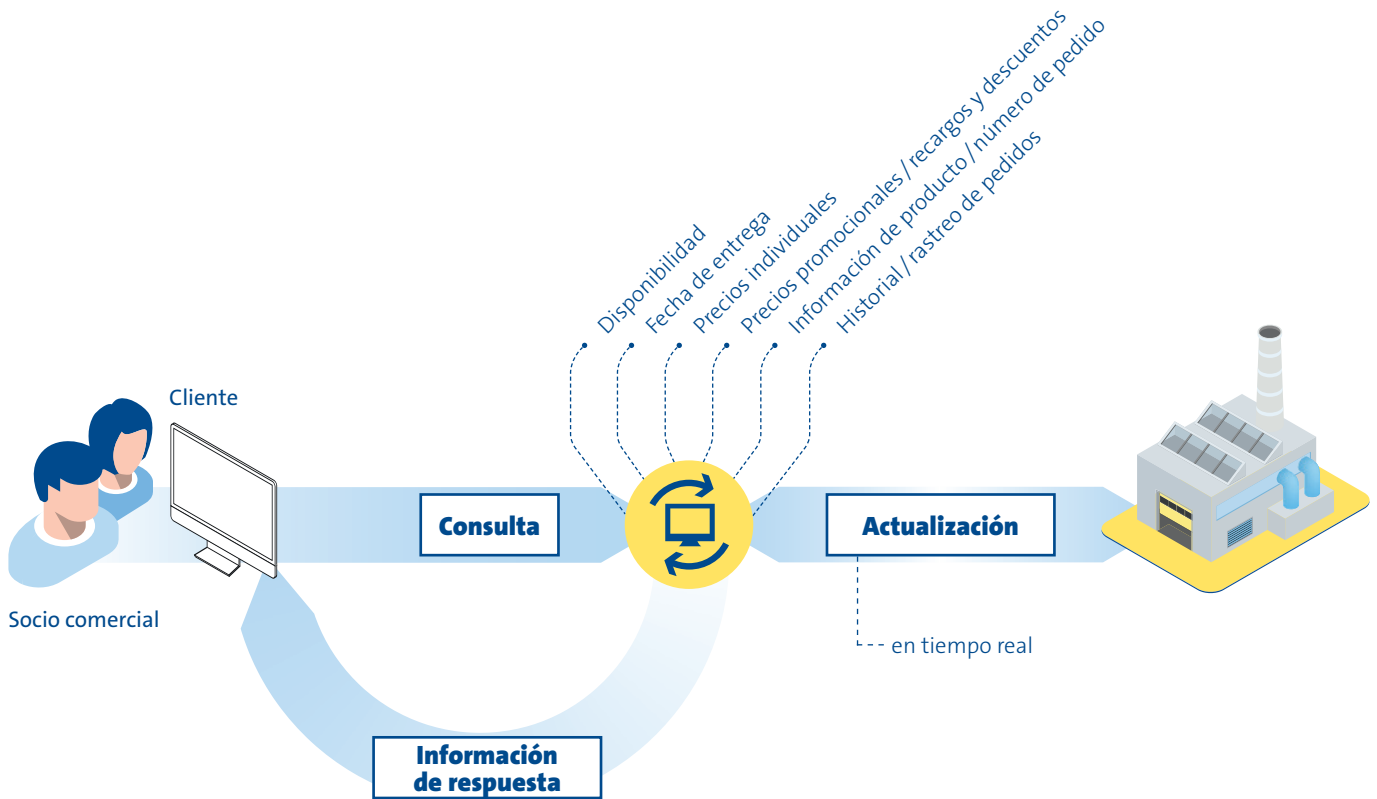 Disponibilidad
Fecha de entrega
Precios individuales
Precios promocionales / recargos y descuentos
Información de producto / número de pedido
Historial / rastreo de pedidos
Cliente
Consulta
Actualización
Socio comercial
en tiempo real
Información
de respuesta